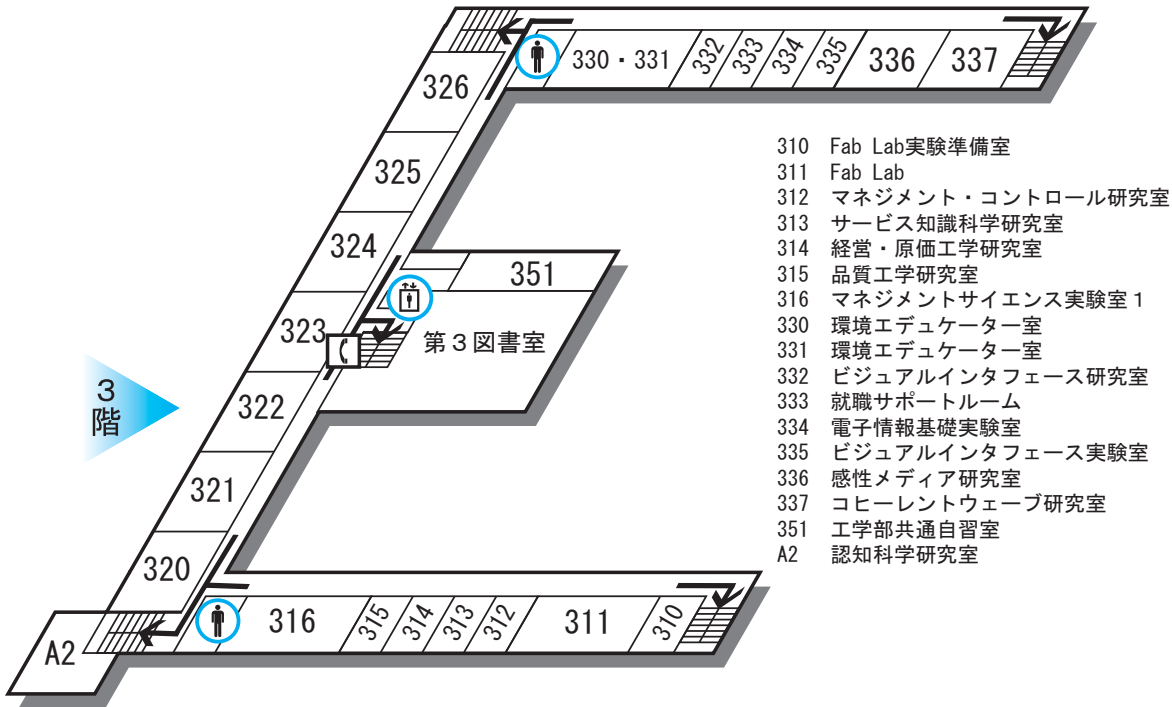 326
330・331
332
333
334
335
336
337
325
324
351
323
第３図書室
3
階
322
321
320
316
315
314
313
312
311
310
A2
310 Fab Lab実験準備室
311 Fab Lab
312 マネジメント・コントロール研究室
313 サービス知識科学研究室
314 経営・原価工学研究室
315 品質工学研究室
316 マネジメントサイエンス実験室１
330 環境エデュケーター室
331 環境エデュケーター室
332 ビジュアルインタフェース研究室
333 就職サポートルーム
334 電子情報基礎実験室
335 ビジュアルインタフェース実験室
336 感性メディア研究室
337 コヒーレントウェーブ研究室
351 工学部共通自習室
A2 認知科学研究室